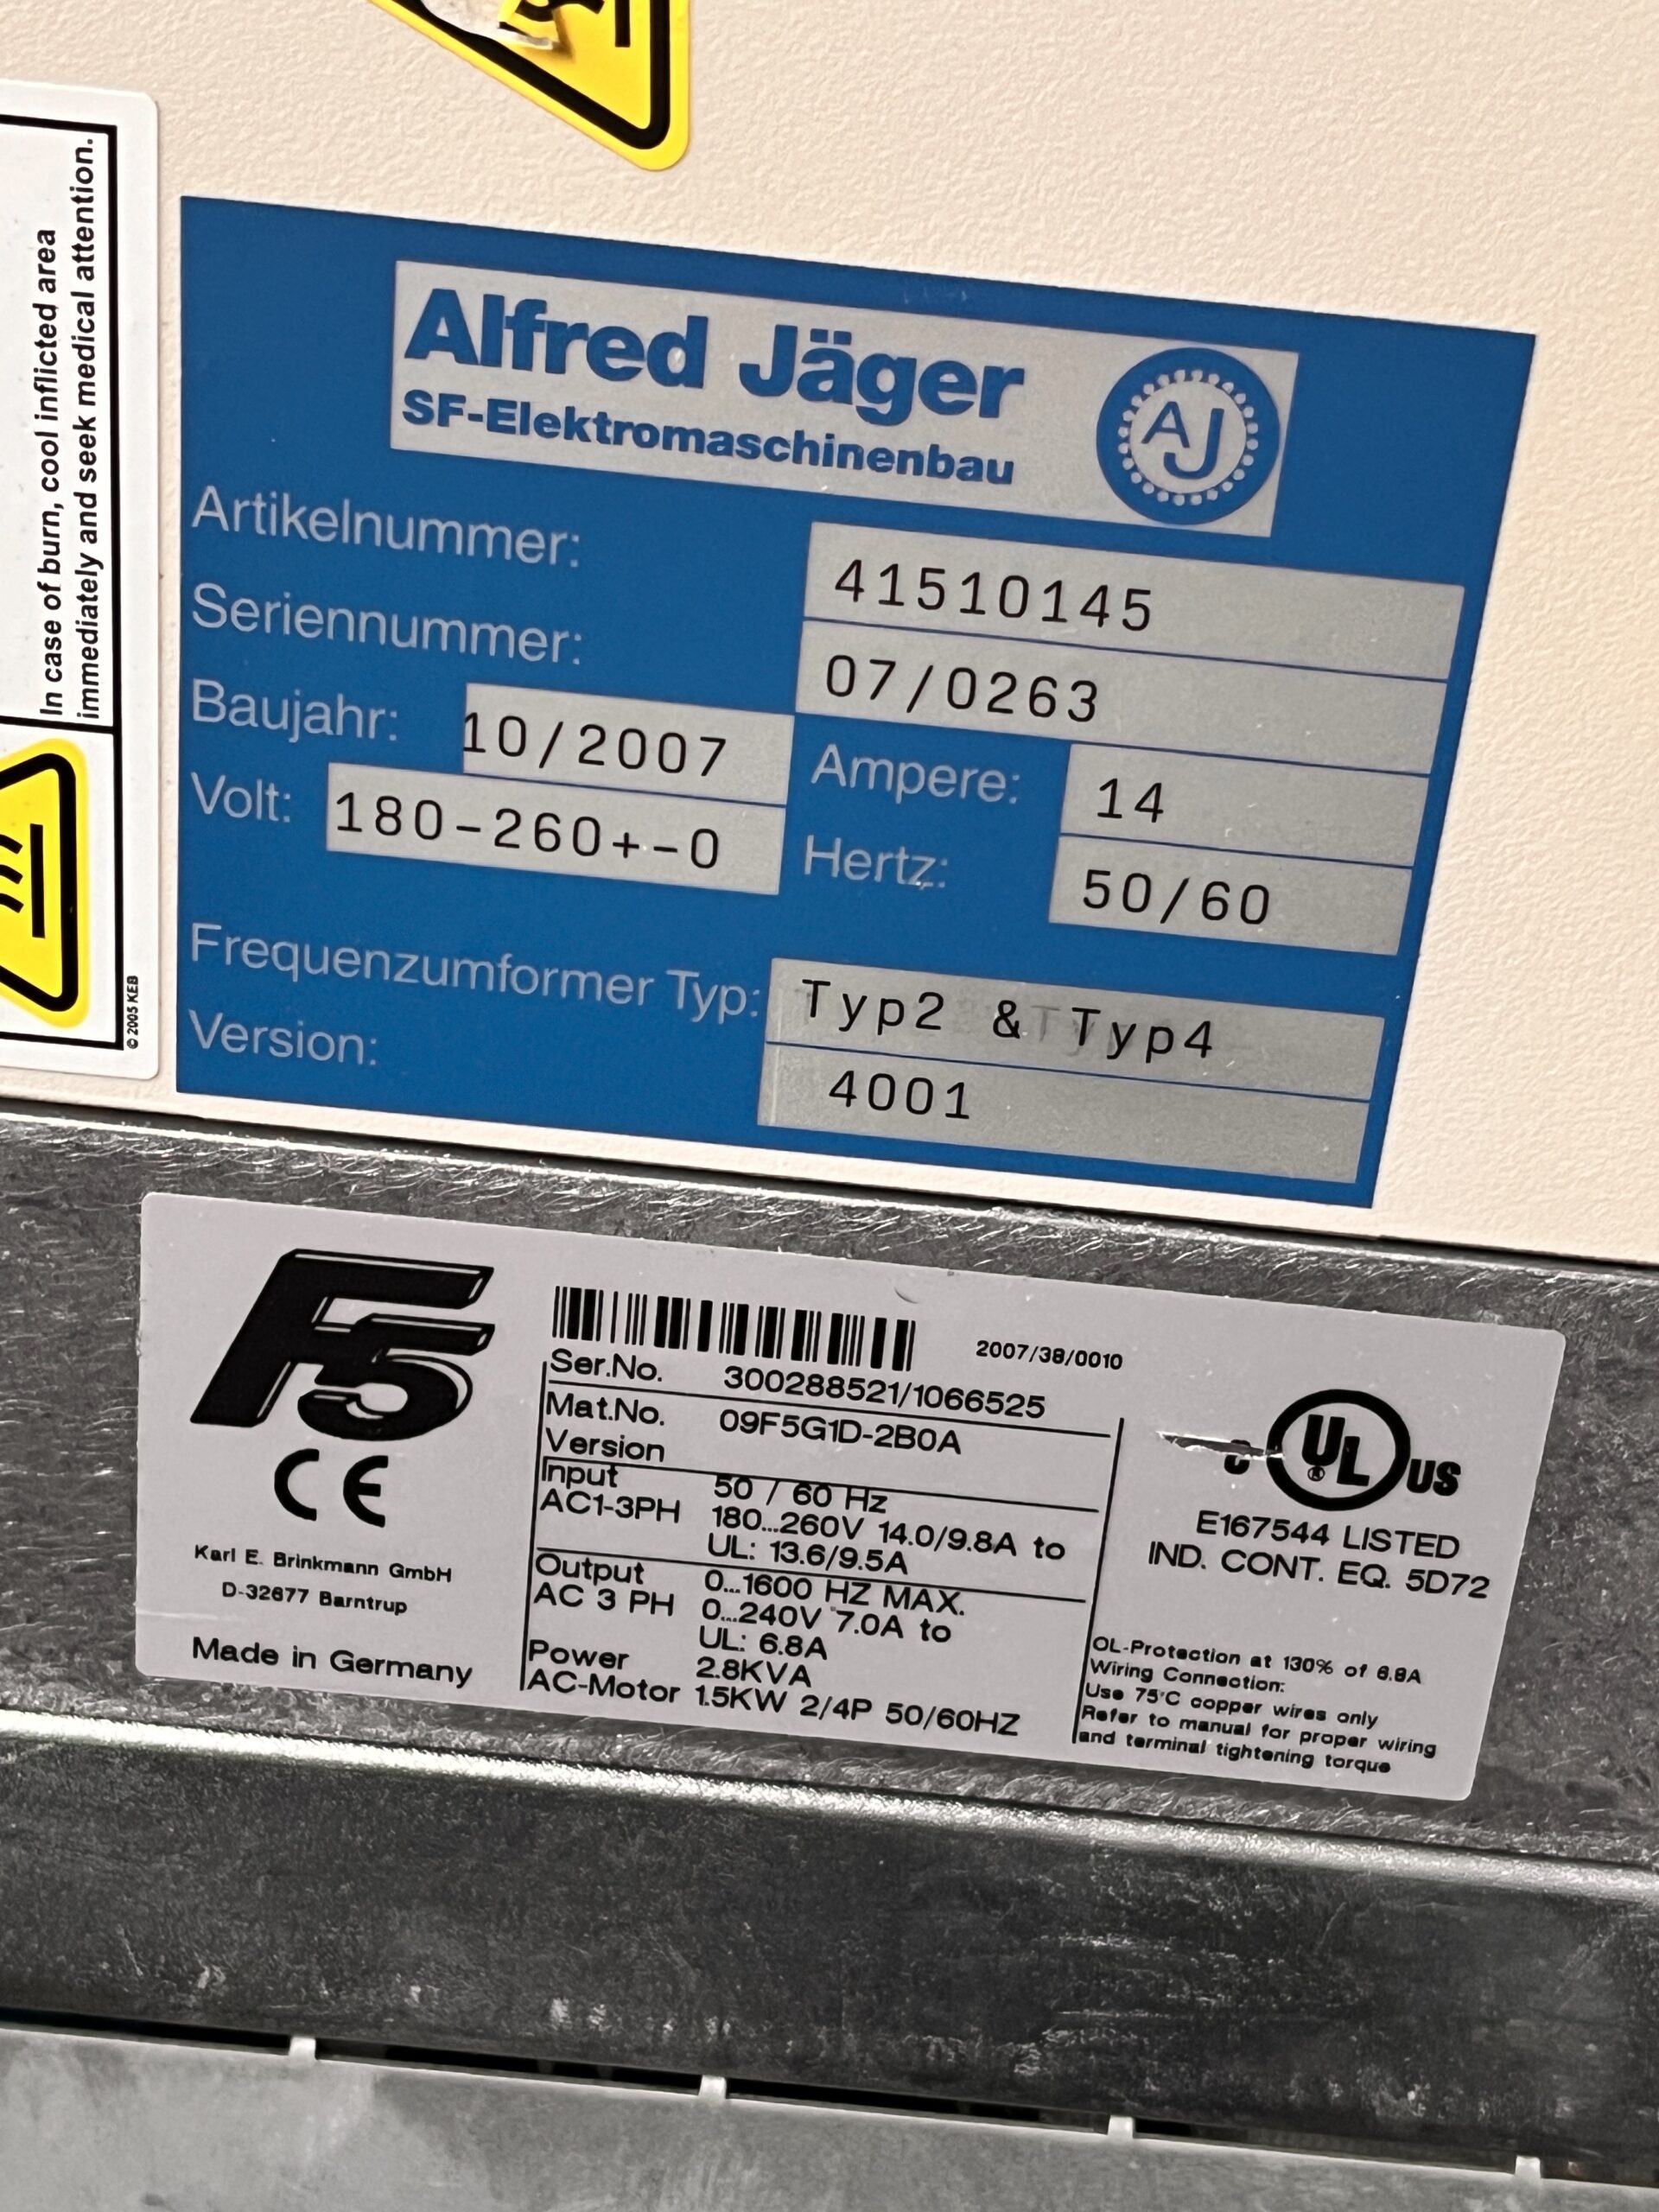 In case of burn, cool inflicted area
immediately and seek medical attention.
© 2005 KEB
Alfred Jäger
SF-Elektromaschinenbau
AJ
Artikelnummer: 41510145
Seriennummer: 07/0263
Baujahr: 10/2007 Ampere: 14
Volt: 180-260+-0 Hertz: 50/60
Frequenzumformer Typ: Typ2 & Typ4
Version: 4001
F5
CE
Karl E. Brinkmann GmbH
D-32677 Barntrup
Made in Germany
2007/38/0010
Ser.No. 300288521/1066525
Mat.No. 09F5G1D-2B0A
Version
Input 50 / 60 Hz
AC1-3PH 180...260V 14.0/9.8A to
UL: 13.6/9.5A
Output 0...1600 HZ MAX.
AC 3 PH 0...240V 7.0A to
UL: 6.8A
Power 2.8KVA
AC-Motor 1.5KW 2/4P 50/60HZ
c UL ® US
E167544 LISTED
IND. CONT. EQ. 5D72
OL-Protection at 130% of 6.8A
Wiring Connection:
Use 75°C copper wires only
Refer to manual for proper wiring
and terminal tightening torque